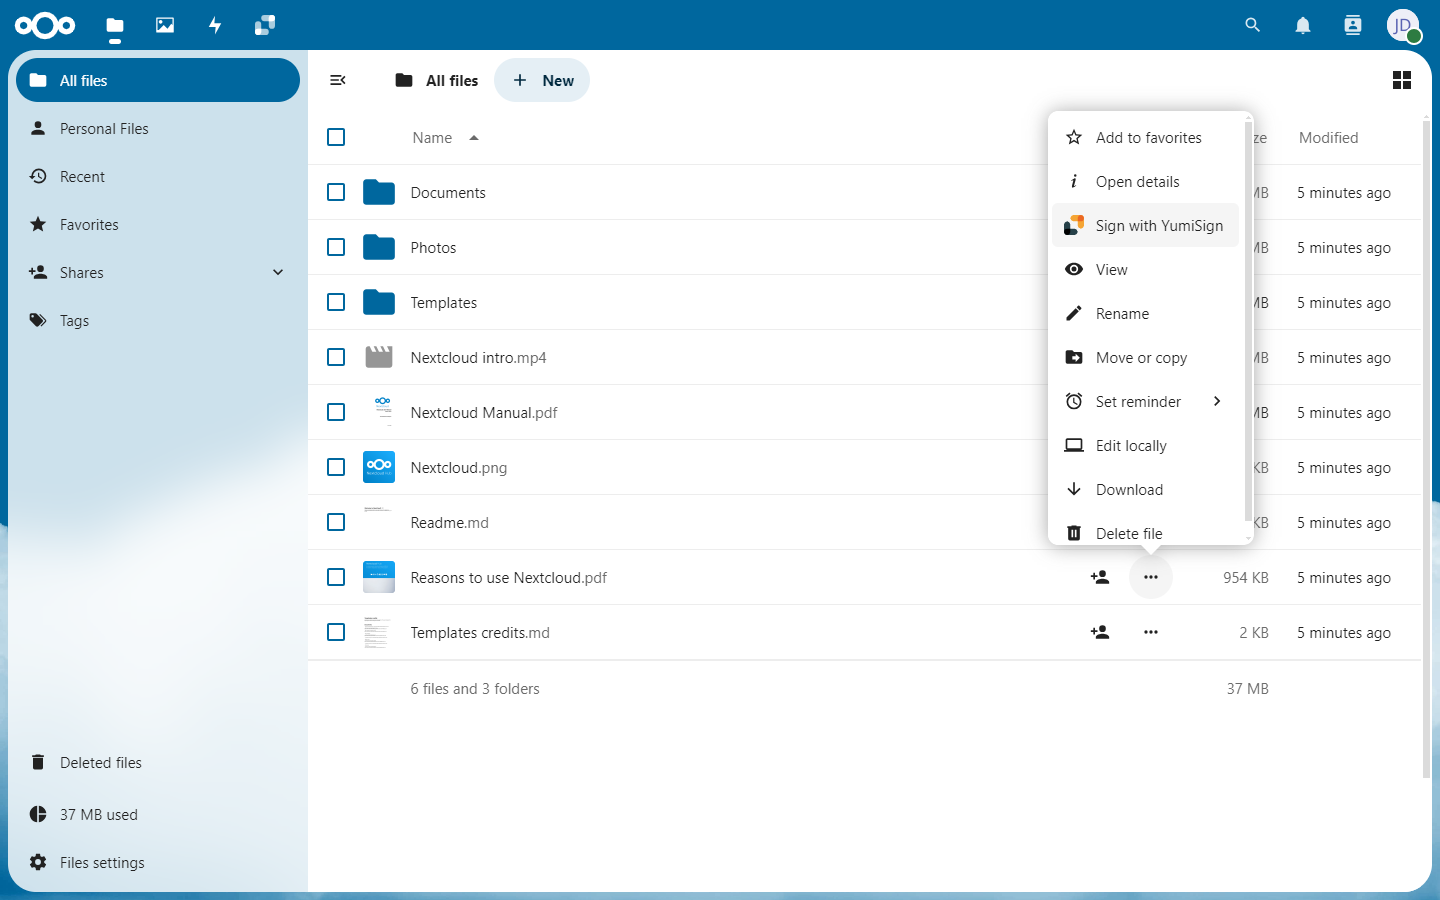 JD
All files
Personal Files
Recent
Favorites
Shares
Tags
Deleted files
37 MB used
Files settings
All files
New
Name
ze
Modified
Documents
MB
5 minutes ago
Photos
MB
5 minutes ago
Templates
MB
5 minutes ago
Nextcloud intro.mp4
MB
5 minutes ago
Nextcloud Manual.pdf
MB
5 minutes ago
Nextcloud.png
KB
5 minutes ago
Readme.md
KB
5 minutes ago
Reasons to use Nextcloud.pdf
954 KB
5 minutes ago
Templates credits.md
2 KB
5 minutes ago
6 files and 3 folders
37 MB
Add to favorites
Open details
Sign with YumiSign
View
Rename
Move or copy
Set reminder
Edit locally
Download
Delete file